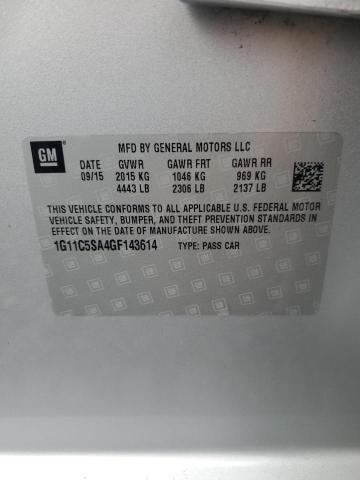 GM
MFD BY GENERAL MOTORS LLC
DATE GVWR GAWR FRT GAWR RR
09/15 2015 KG 1046 KG 969 KG
4443 LB 2306 LB 2137 LB
THIS VEHICLE CONFORMS TO ALL APPLICABLE U.S. FEDERAL MOTOR
VEHICLE SAFETY, BUMPER, AND THEFT PREVENTION STANDARDS
IN EFFECT ON THE DATE OF MANUFACTURE SHOWN ABOVE.
1G11C5SA4GF143614 TYPE: PASS CAR